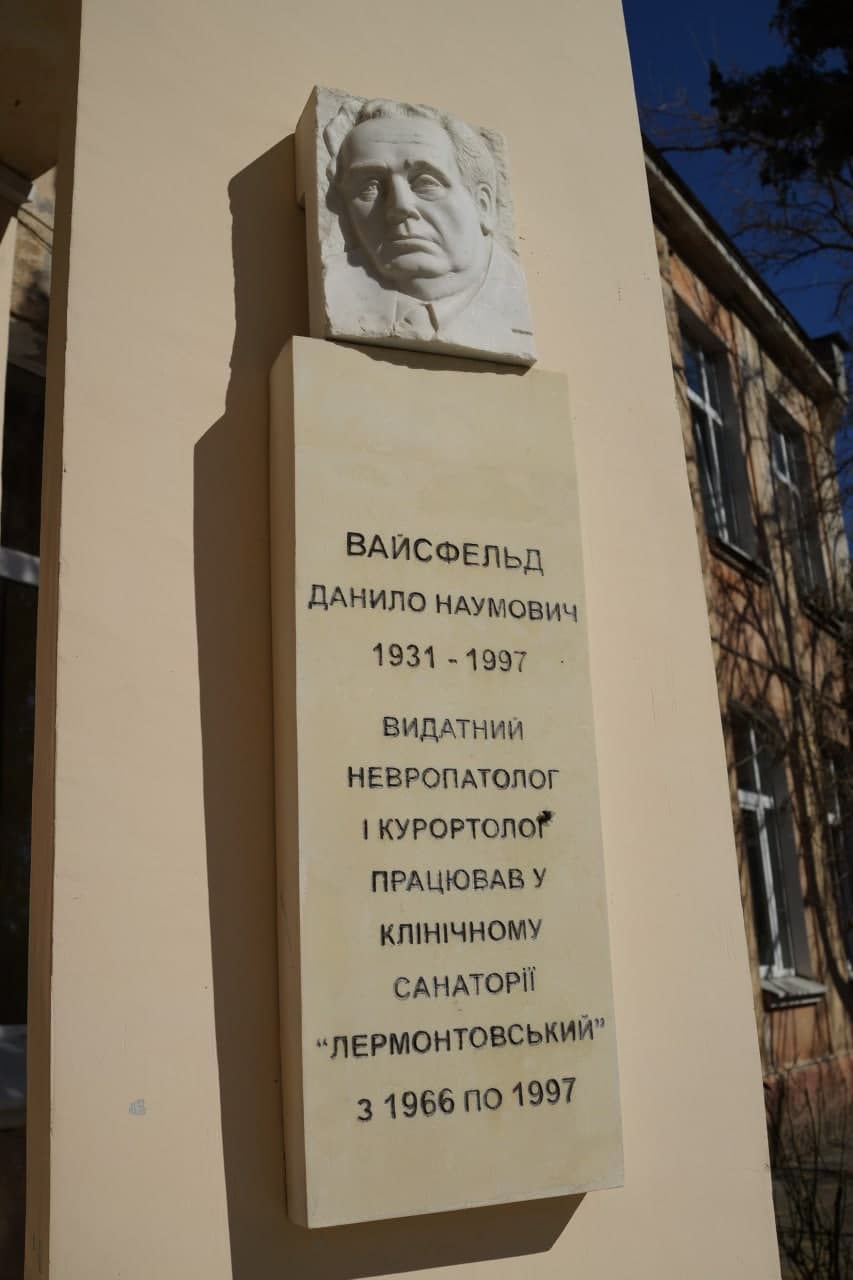 ВАЙСФЕЛЬД
ДАНИЛО НАУМОВИЧ
1931 - 1997
ВИДАТНИЙ
НЕВРОПАТОЛОГ
І КУРОРТОЛОГ
ПРАЦЮВАВ У
КЛІНІЧНОМУ
САНАТОРІЇ
“ЛЕРМОНТОВСЬКИЙ”
З 1966 ПО 1997